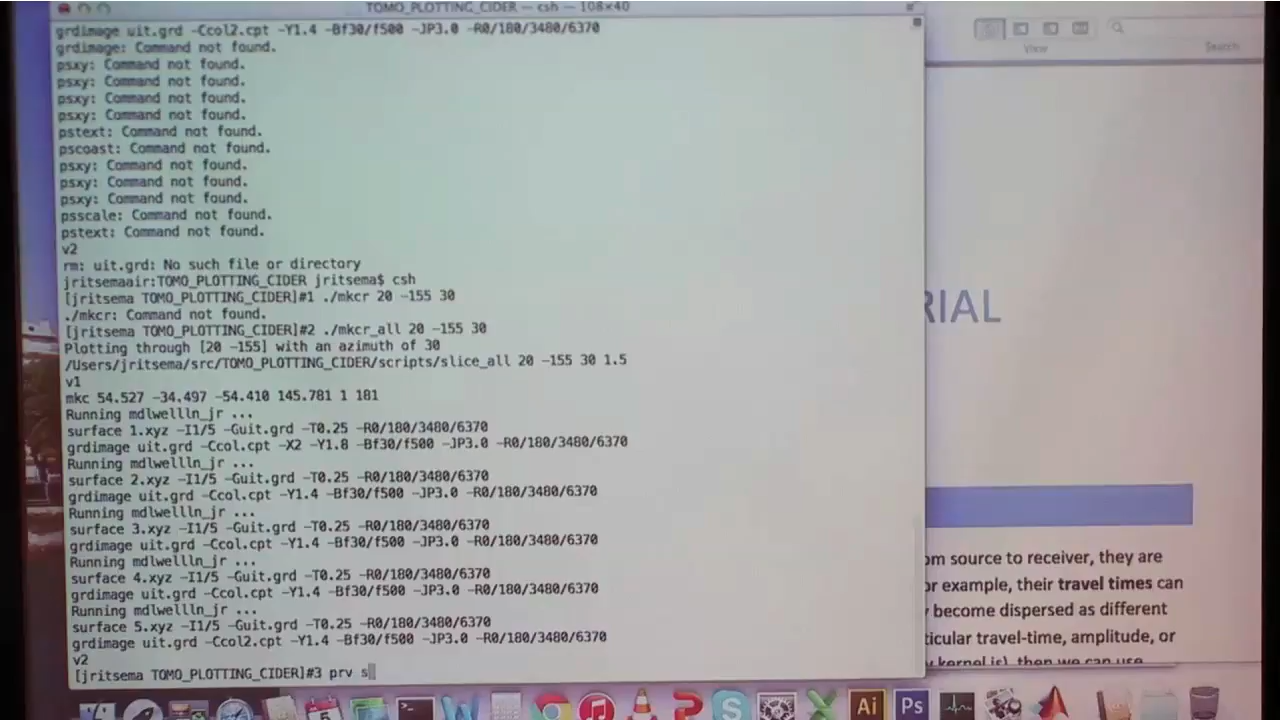 TOMO_PLOTTING_CIDER — csh — 108×40
grdimage uit.grd -Ccol2.cpt -Y1.4 -Bf30/f500 -JP3.0 -R0/180/3480/6370
grdimage: Command not found.
psxy: Command not found.
psxy: Command not found.
psxy: Command not found.
psxy: Command not found.
pstext: Command not found.
pscoast: Command not found.
psxy: Command not found.
psxy: Command not found.
psxy: Command not found.
psscale: Command not found.
pstext: Command not found.
v2
rm: uit.grd: No such file or directory
jritsemaair:TOMO_PLOTTING_CIDER jritsema$ csh
[jritsema TOMO_PLOTTING_CIDER]#1 ./mkcr 20 -155 30
./mkcr: Command not found.
[jritsema TOMO_PLOTTING_CIDER]#2 ./mkcr_all 20 -155 30
Plotting through [20 -155] with an azimuth of 30
/Users/jritsema/src/TOMO_PLOTTING_CIDER/scripts/slice_all 20 -155 30 1.5
v1
mkc 54.527 -34.497 -54.410 145.781 1 181
Running mdlwellln_jr ...
surface 1.xyz -I1/5 -Guit.grd -T0.25 -R0/180/3480/6370
grdimage uit.grd -Ccol.cpt -X2 -Y1.8 -Bf30/f500 -JP3.0 -R0/180/3480/6370
Running mdlwellln_jr ...
surface 2.xyz -I1/5 -Guit.grd -T0.25 -R0/180/3480/6370
grdimage uit.grd -Ccol.cpt -Y1.4 -Bf30/f500 -JP3.0 -R0/180/3480/6370
Running mdlwellln_jr ...
surface 3.xyz -I1/5 -Guit.grd -T0.25 -R0/180/3480/6370
grdimage uit.grd -Ccol.cpt -Y1.4 -Bf30/f500 -JP3.0 -R0/180/3480/6370
Running mdlwellln_jr ...
surface 4.xyz -I1/5 -Guit.grd -T0.25 -R0/180/3480/6370
grdimage uit.grd -Ccol.cpt -Y1.4 -Bf30/f500 -JP3.0 -R0/180/3480/6370
Running mdlwellln_jr ...
surface 5.xyz -I1/5 -Guit.grd -T0.25 -R0/180/3480/6370
grdimage uit.grd -Ccol2.cpt -Y1.4 -Bf30/f500 -JP3.0 -R0/180/3480/6370
v2
[jritsema TOMO_PLOTTING_CIDER]#3 prv s
View
Search
RIAL
om source to receiver, they are
or example, their travel times can
y become dispersed as different
ticular travel-time, amplitude, or
y kernel is), then we can use
Ai
Ps